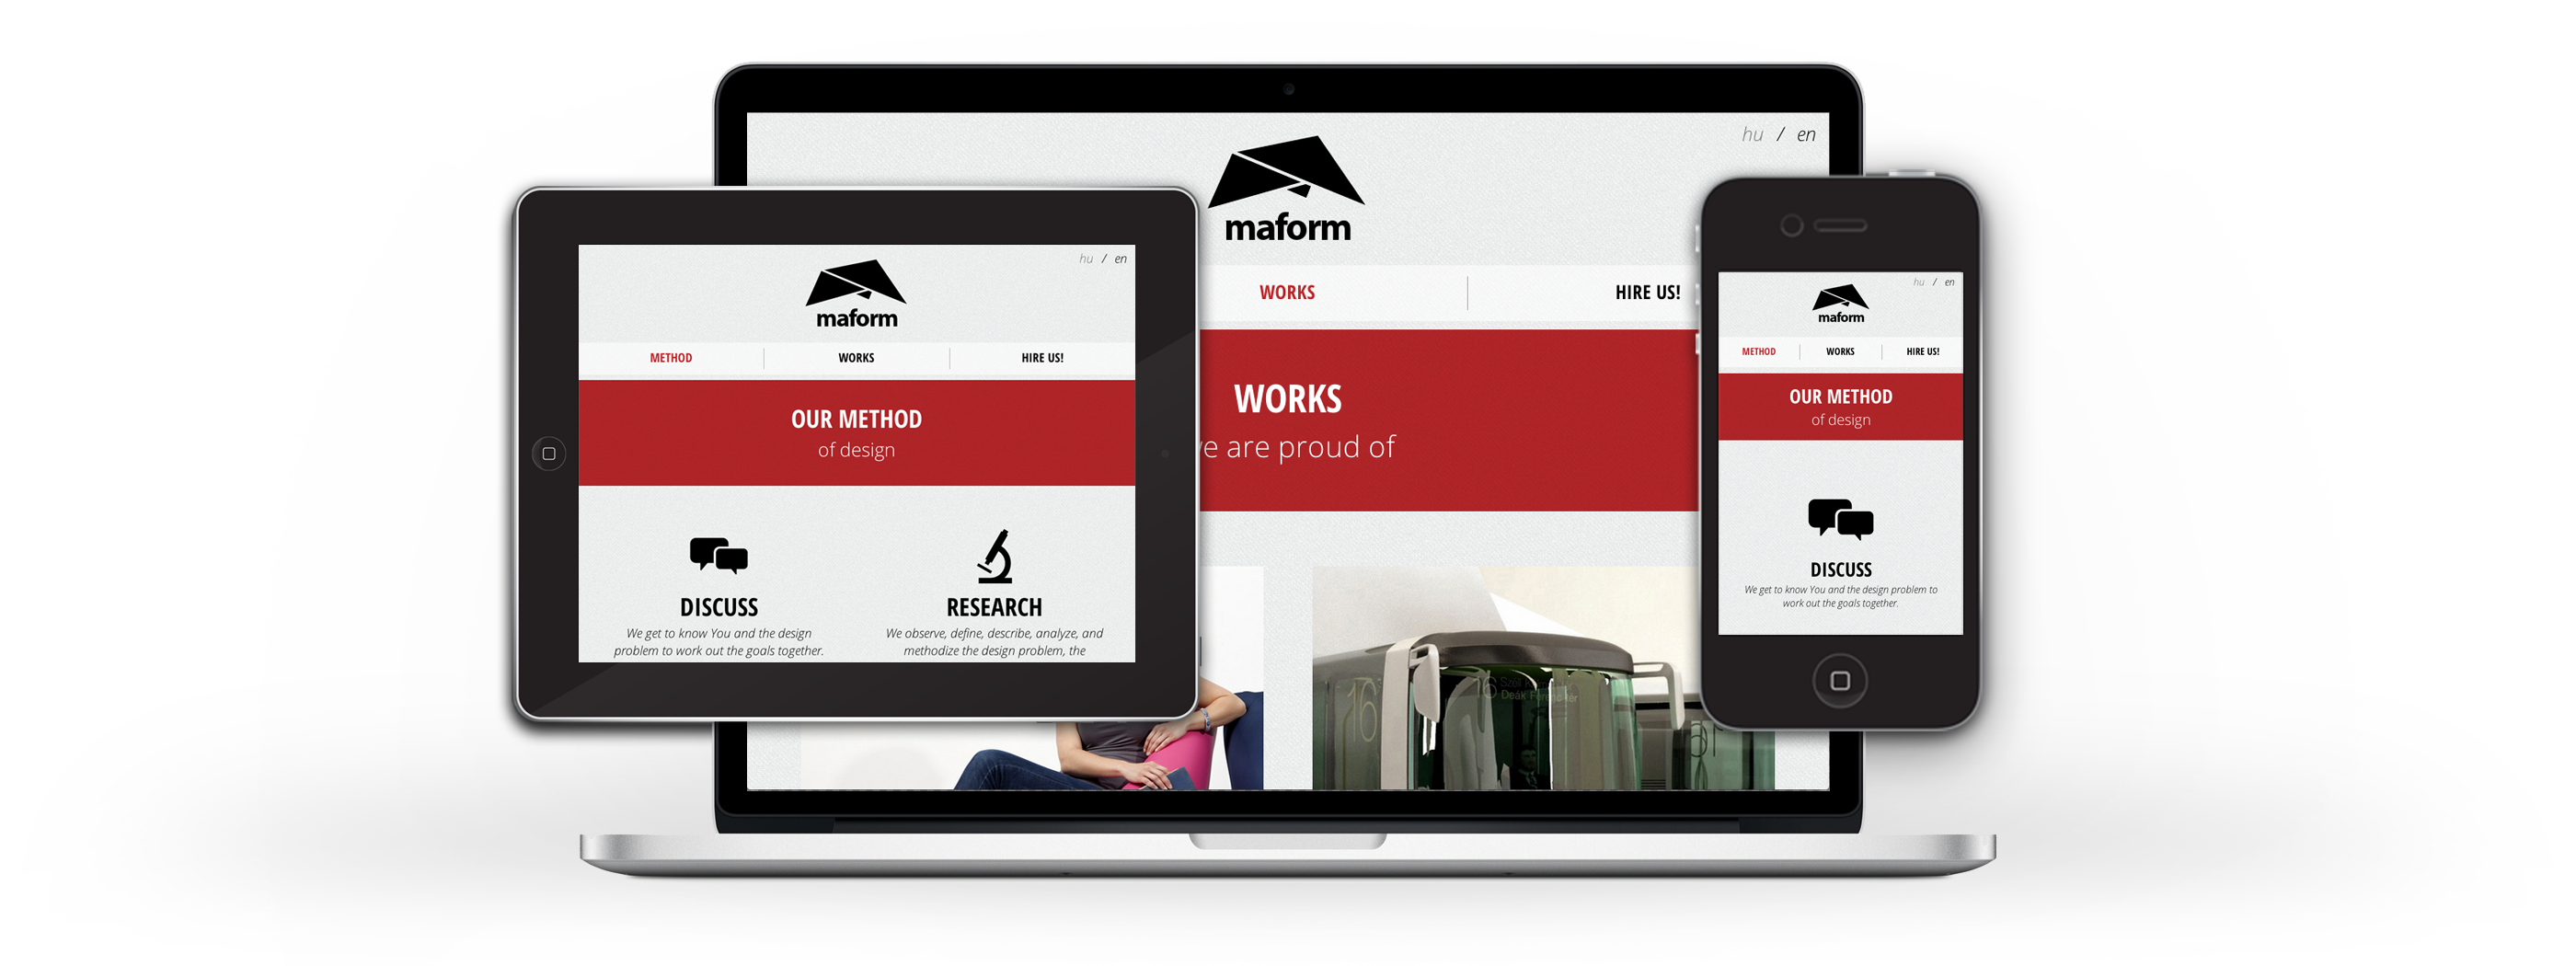 hu / en
maform
WORKS
HIRE US!
WORKS
are proud of
16
Deák
hu / en
maform
METHOD
WORKS
HIRE US!
OUR METHOD
of design
DISCUSS
We get to know You and the design
problem to work out the goals together.
RESEARCH
We observe, define, describe, analyze, and
methodize the design problem, the
hu / en
maform
METHOD
WORKS
HIRE US!
OUR METHOD
of design
DISCUSS
We get to know You and the design problem to
work out the goals together.